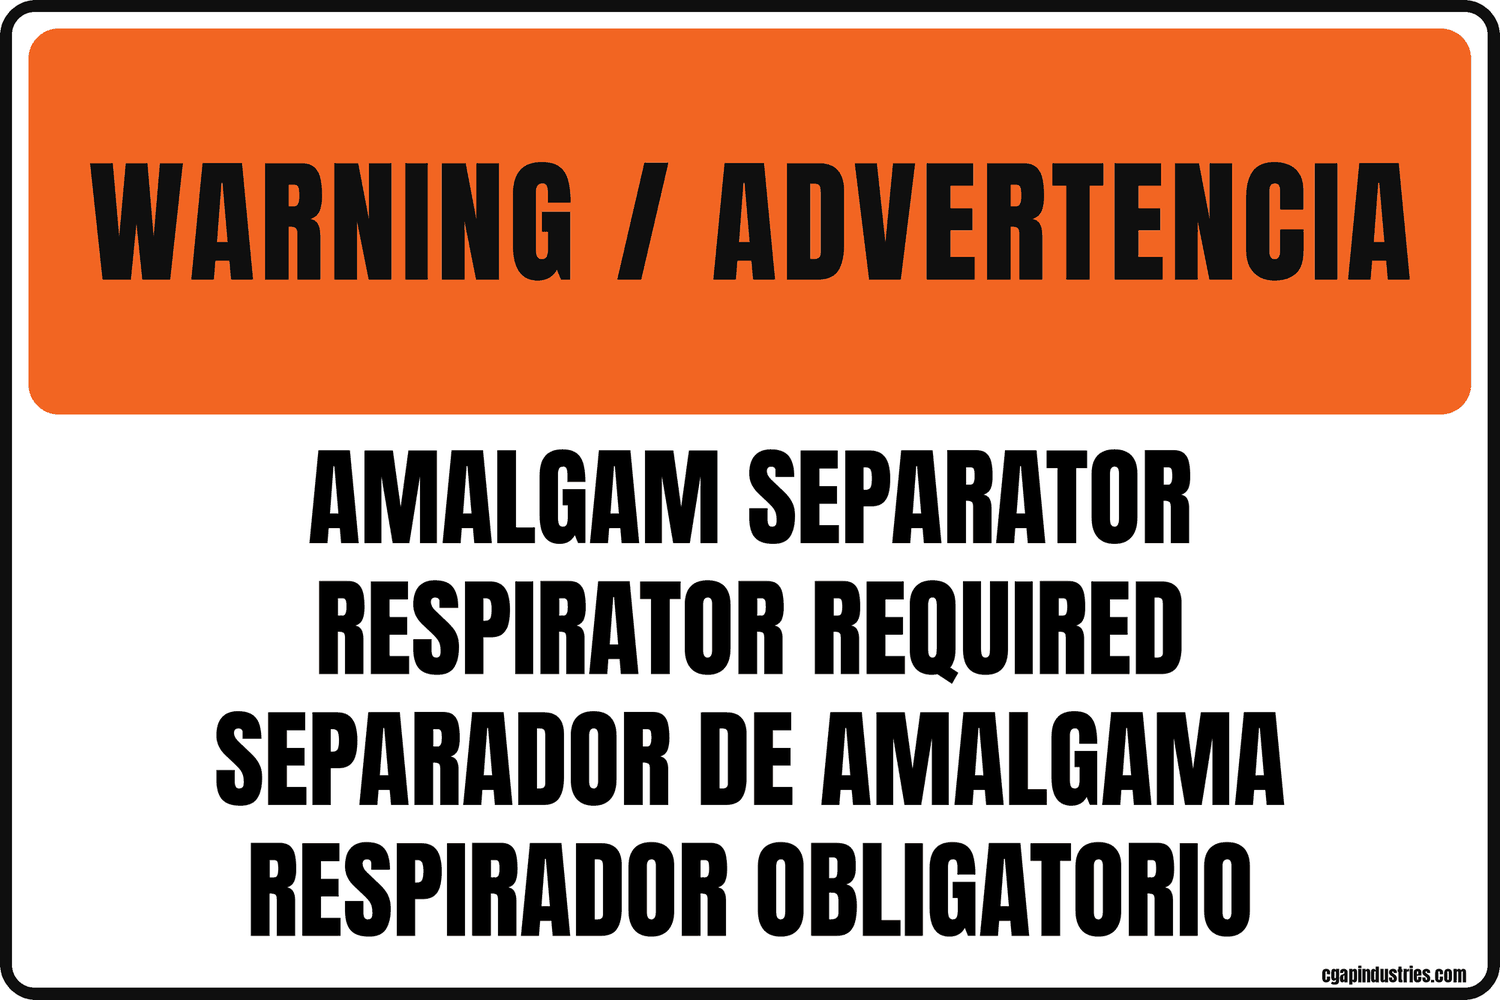 WARNING / ADVERTENCIA
AMALGAM SEPARATOR
RESPIRATOR REQUIRED
SEPARADOR DE AMALGAMA
RESPIRADOR OBLIGATORIO
cgapindustries.com